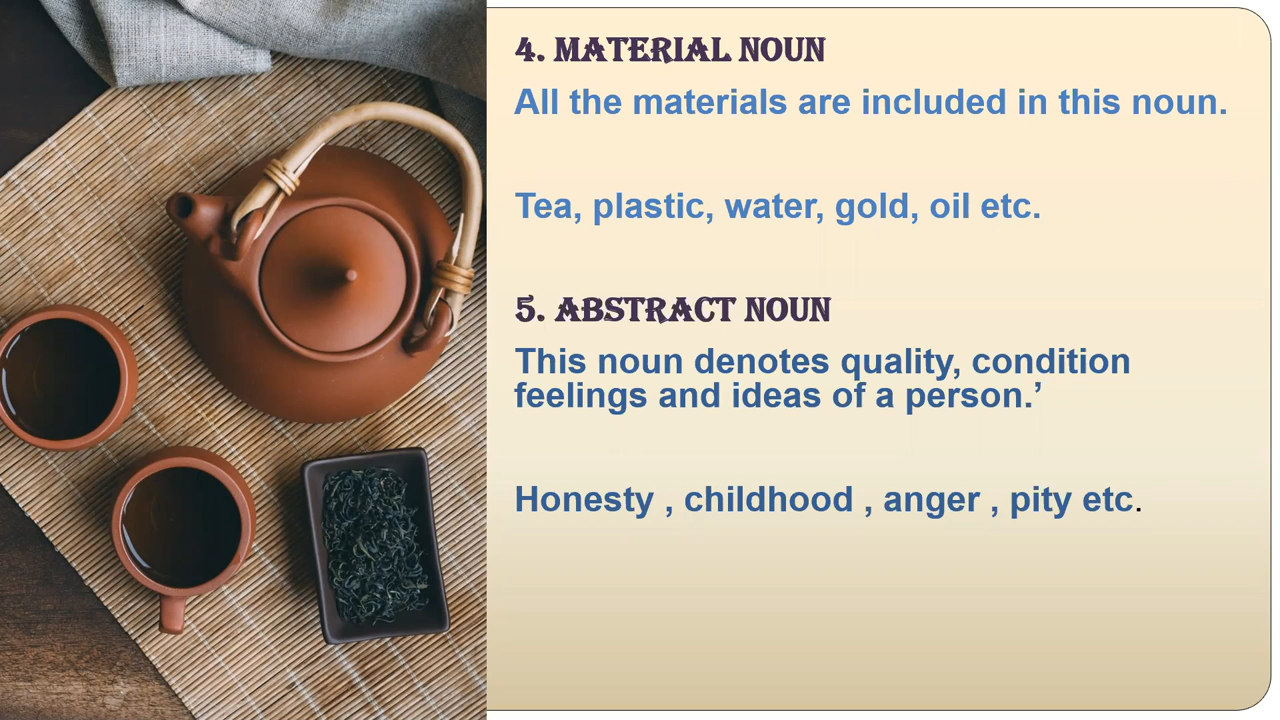 4. MATERIAL NOUN
All the materials are included in this noun.
Tea, plastic, water, gold, oil etc.
5. ABSTRACT NOUN
This noun denotes quality, condition
feelings and ideas of a person.’
Honesty , childhood , anger , pity etc.